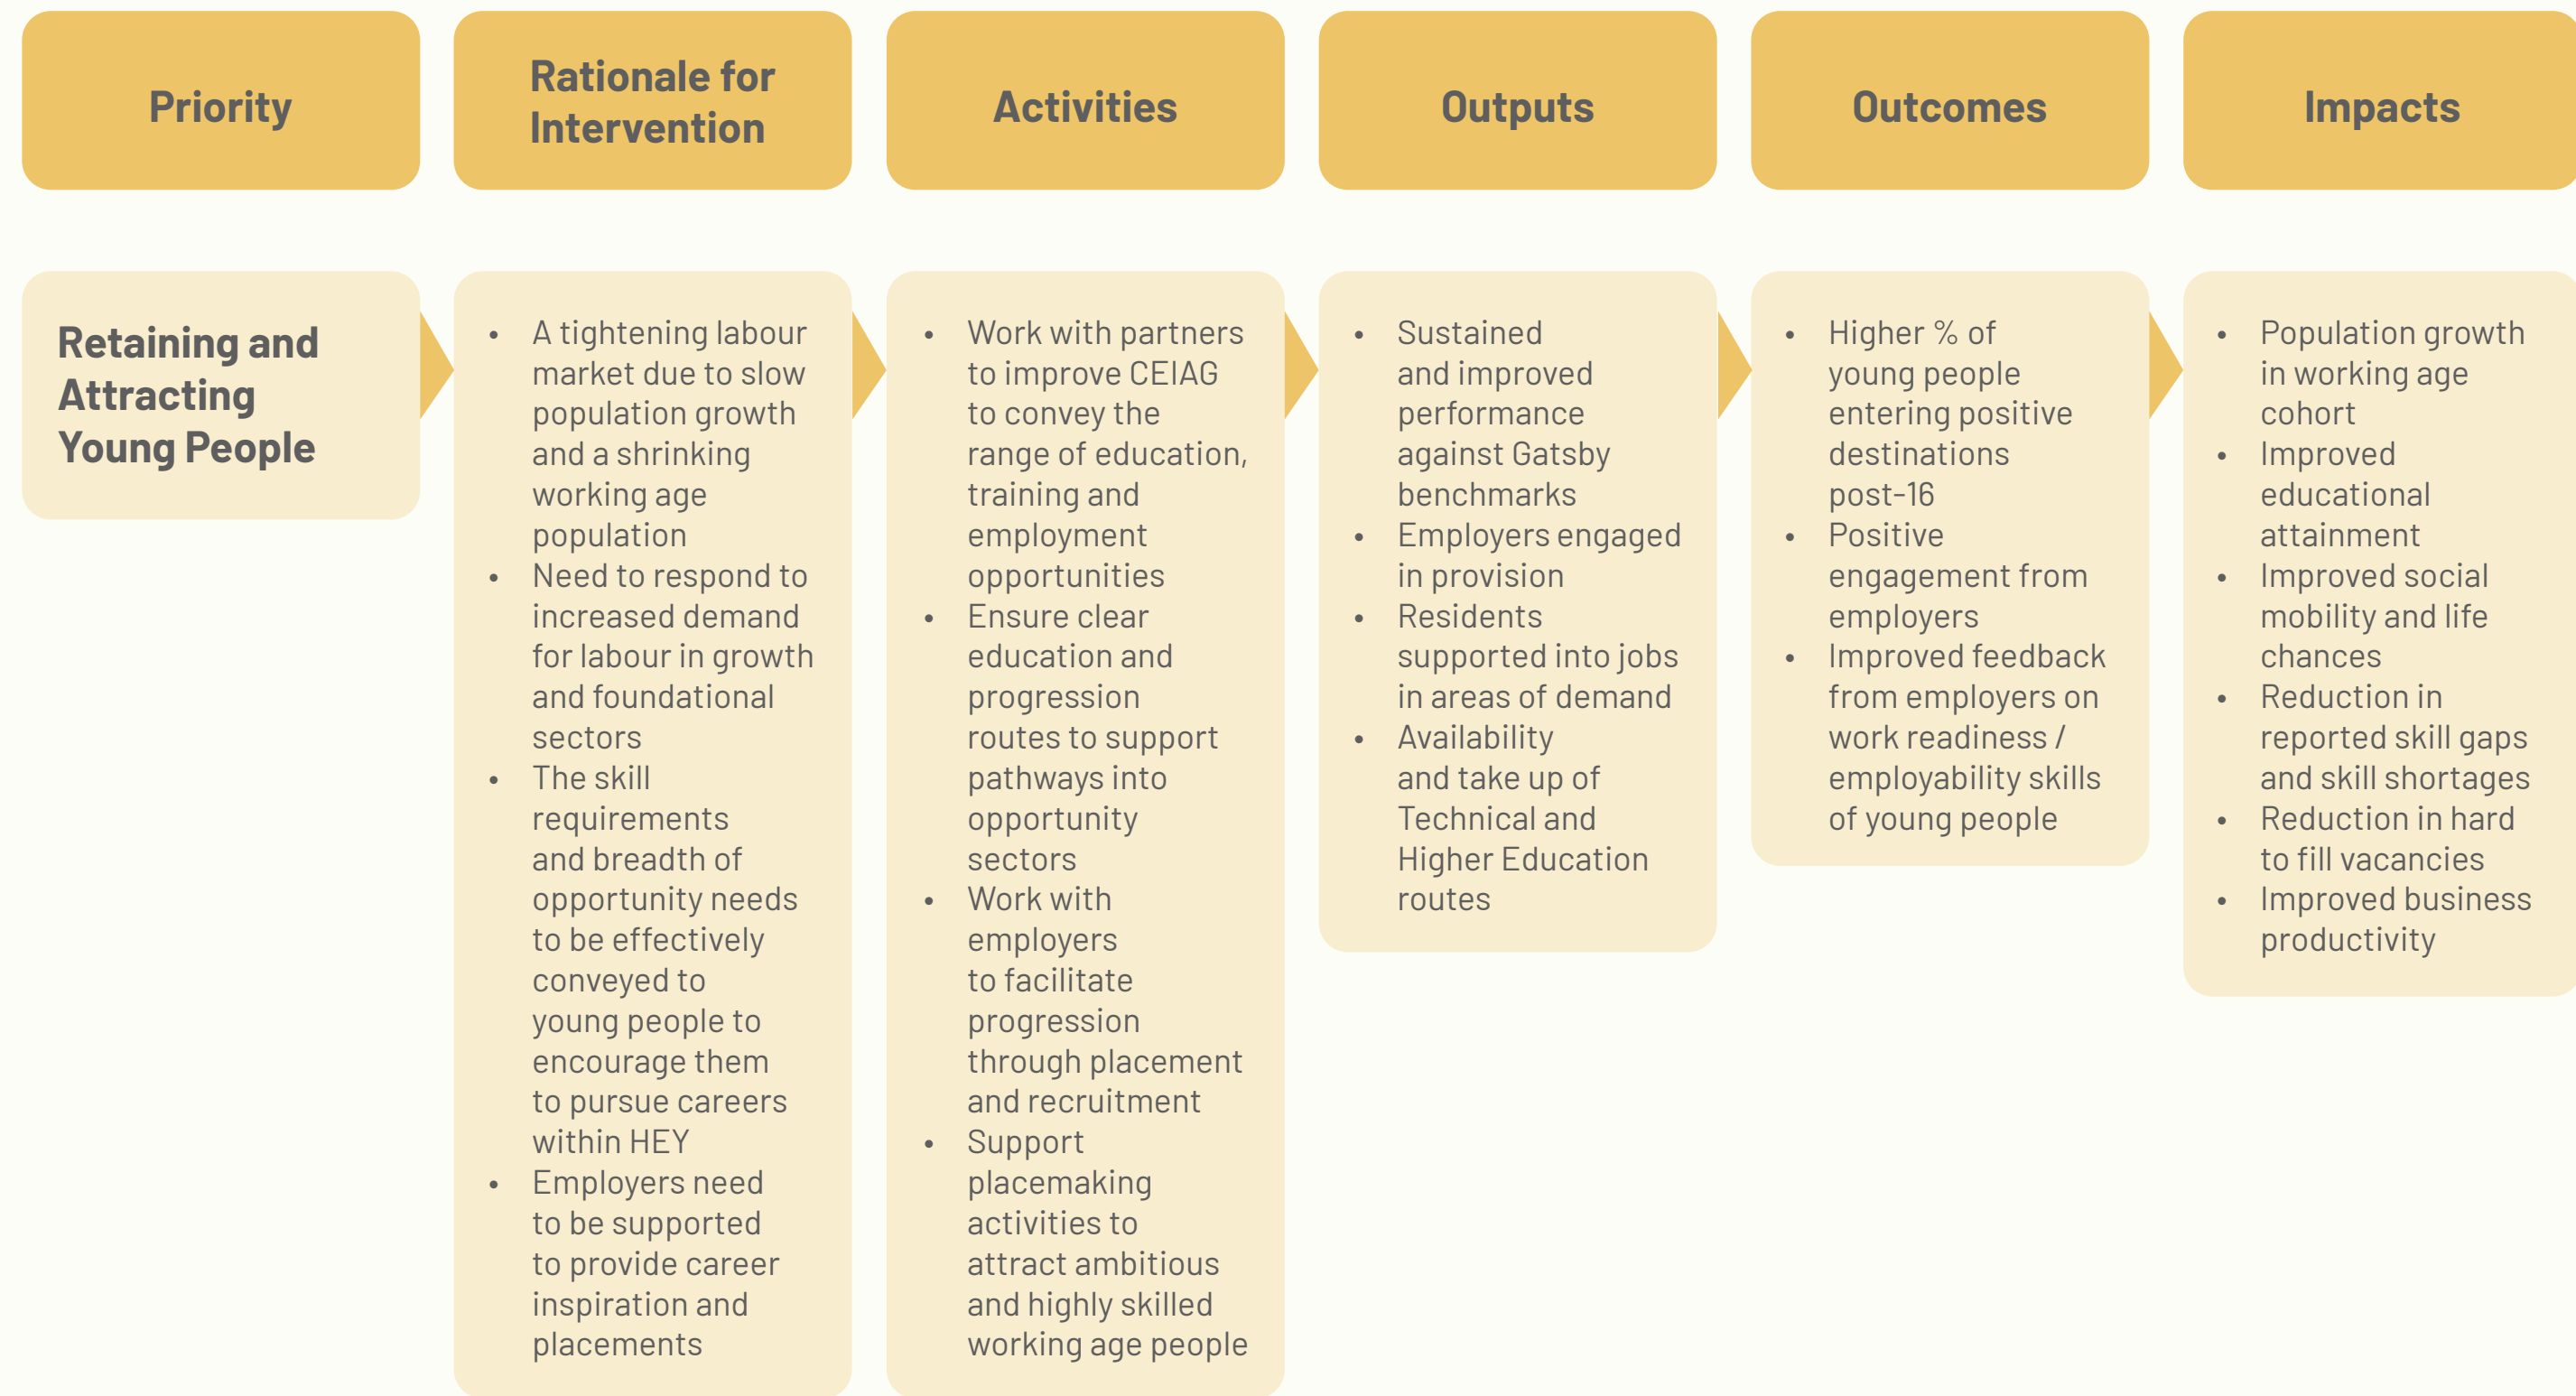 Priority
Rationale for
Intervention
Activities
Outputs
Outcomes
Impacts
Retaining and
Attracting
Young People
• A tightening labour
market due to slow
population growth
and a shrinking
working age
population
• Need to respond to
increased demand
for labour in growth
and foundational
sectors
• The skill
requirements
and breadth of
opportunity needs
to be effectively
conveyed to
young people to
encourage them
to pursue careers
within HEY
• Employers need
to be supported
to provide career
inspiration and
placements
• Work with partners
to improve CEIAG
to convey the
range of education,
training and
employment
opportunities
• Ensure clear
education and
progression
routes to support
pathways into
opportunity
sectors
• Work with
employers
to facilitate
progression
through placement
and recruitment
• Support
placemaking
activities to
attract ambitious
and highly skilled
working age people
• Sustained
and improved
performance
against Gatsby
benchmarks
• Employers engaged
in provision
• Residents
supported into jobs
in areas of demand
• Availability
and take up of
Technical and
Higher Education
routes
• Higher % of
young people
entering positive
destinations
post-16
• Positive
engagement from
employers
• Improved feedback
from employers on
work readiness /
employability skills
of young people
• Population growth
in working age
cohort
• Improved
educational
attainment
• Improved social
mobility and life
chances
• Reduction in
reported skill gaps
and skill shortages
• Reduction in hard
to fill vacancies
• Improved business
productivity